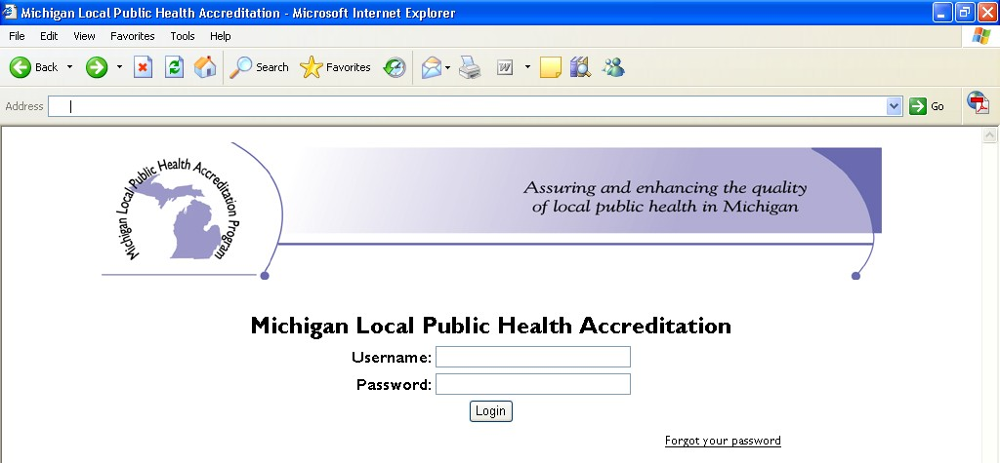 Michigan Local Public Health Accreditation - Microsoft Internet Explorer
File Edit View Favorites Tools Help
Back Search Favorites W
Address Go
Michigan Local Public Health Accreditation Program
Assuring and enhancing the quality
of local public health in Michigan
Michigan Local Public Health Accreditation
Username:
Password:
Login
Forgot your password